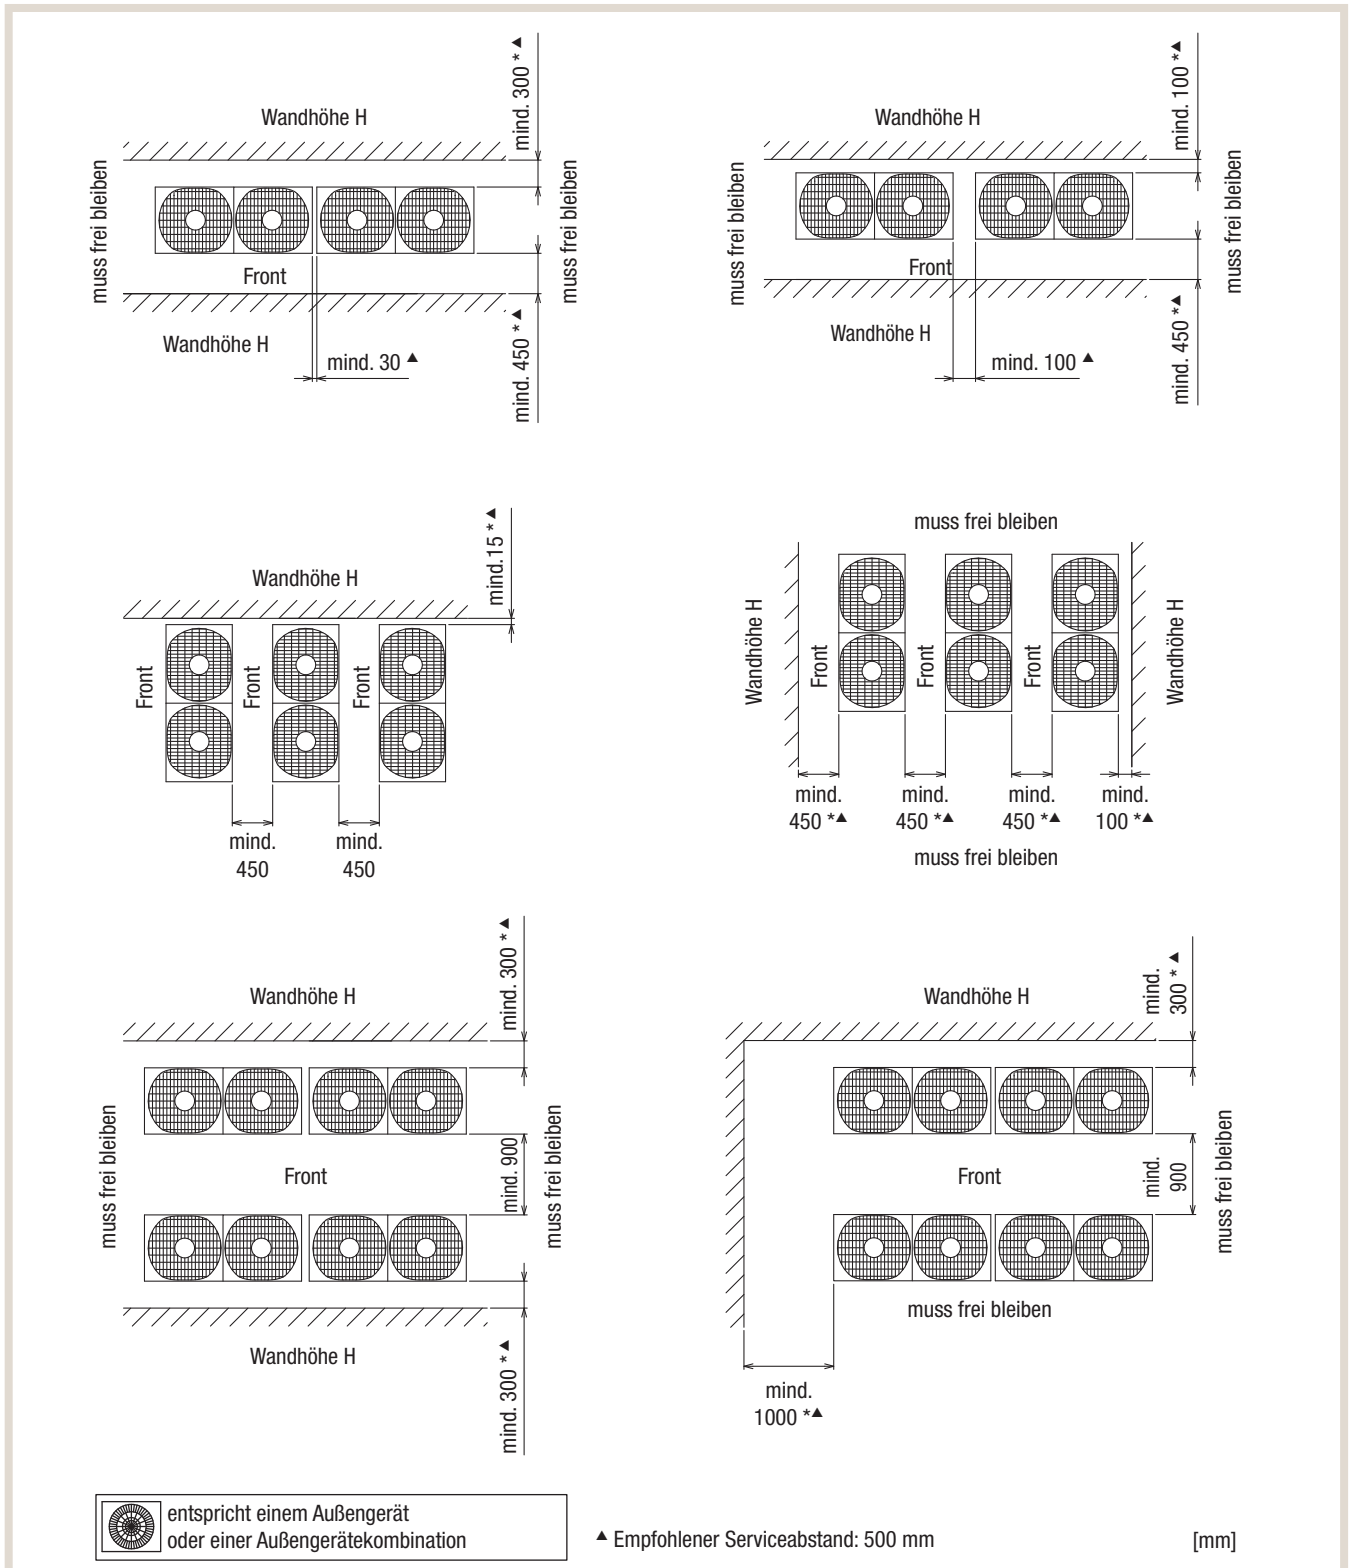 mind. 300 *▲
Wandhöhe H
muss frei bleiben
muss frei bleiben
Front
Wandhöhe H
mind. 30 ▲
mind. 450 *▲
mind. 100 *▲
Wandhöhe H
muss frei bleiben
muss frei bleiben
Front
Wandhöhe H
mind. 100 ▲
mind. 450 *▲
mind.15 *▲
Wandhöhe H
Front
Front
Front
mind.
450
mind.
450
muss frei bleiben
Wandhöhe H
Front
Front
Front
Wandhöhe H
mind.
450 *▲
mind.
450 *▲
mind.
450 *▲
mind.
100 *▲
muss frei bleiben
mind. 300 *▲
Wandhöhe H
muss frei bleiben
mind. 900
muss frei bleiben
Front
Wandhöhe H
mind. 300 *▲
mind.
300 *▲
Wandhöhe H
Front
mind.
900
muss frei bleiben
muss frei bleiben
mind.
1000 *▲
entspricht einem Außengerät
oder einer Außengerätekombination
▲ Empfohlener Serviceabstand: 500 mm
[mm]